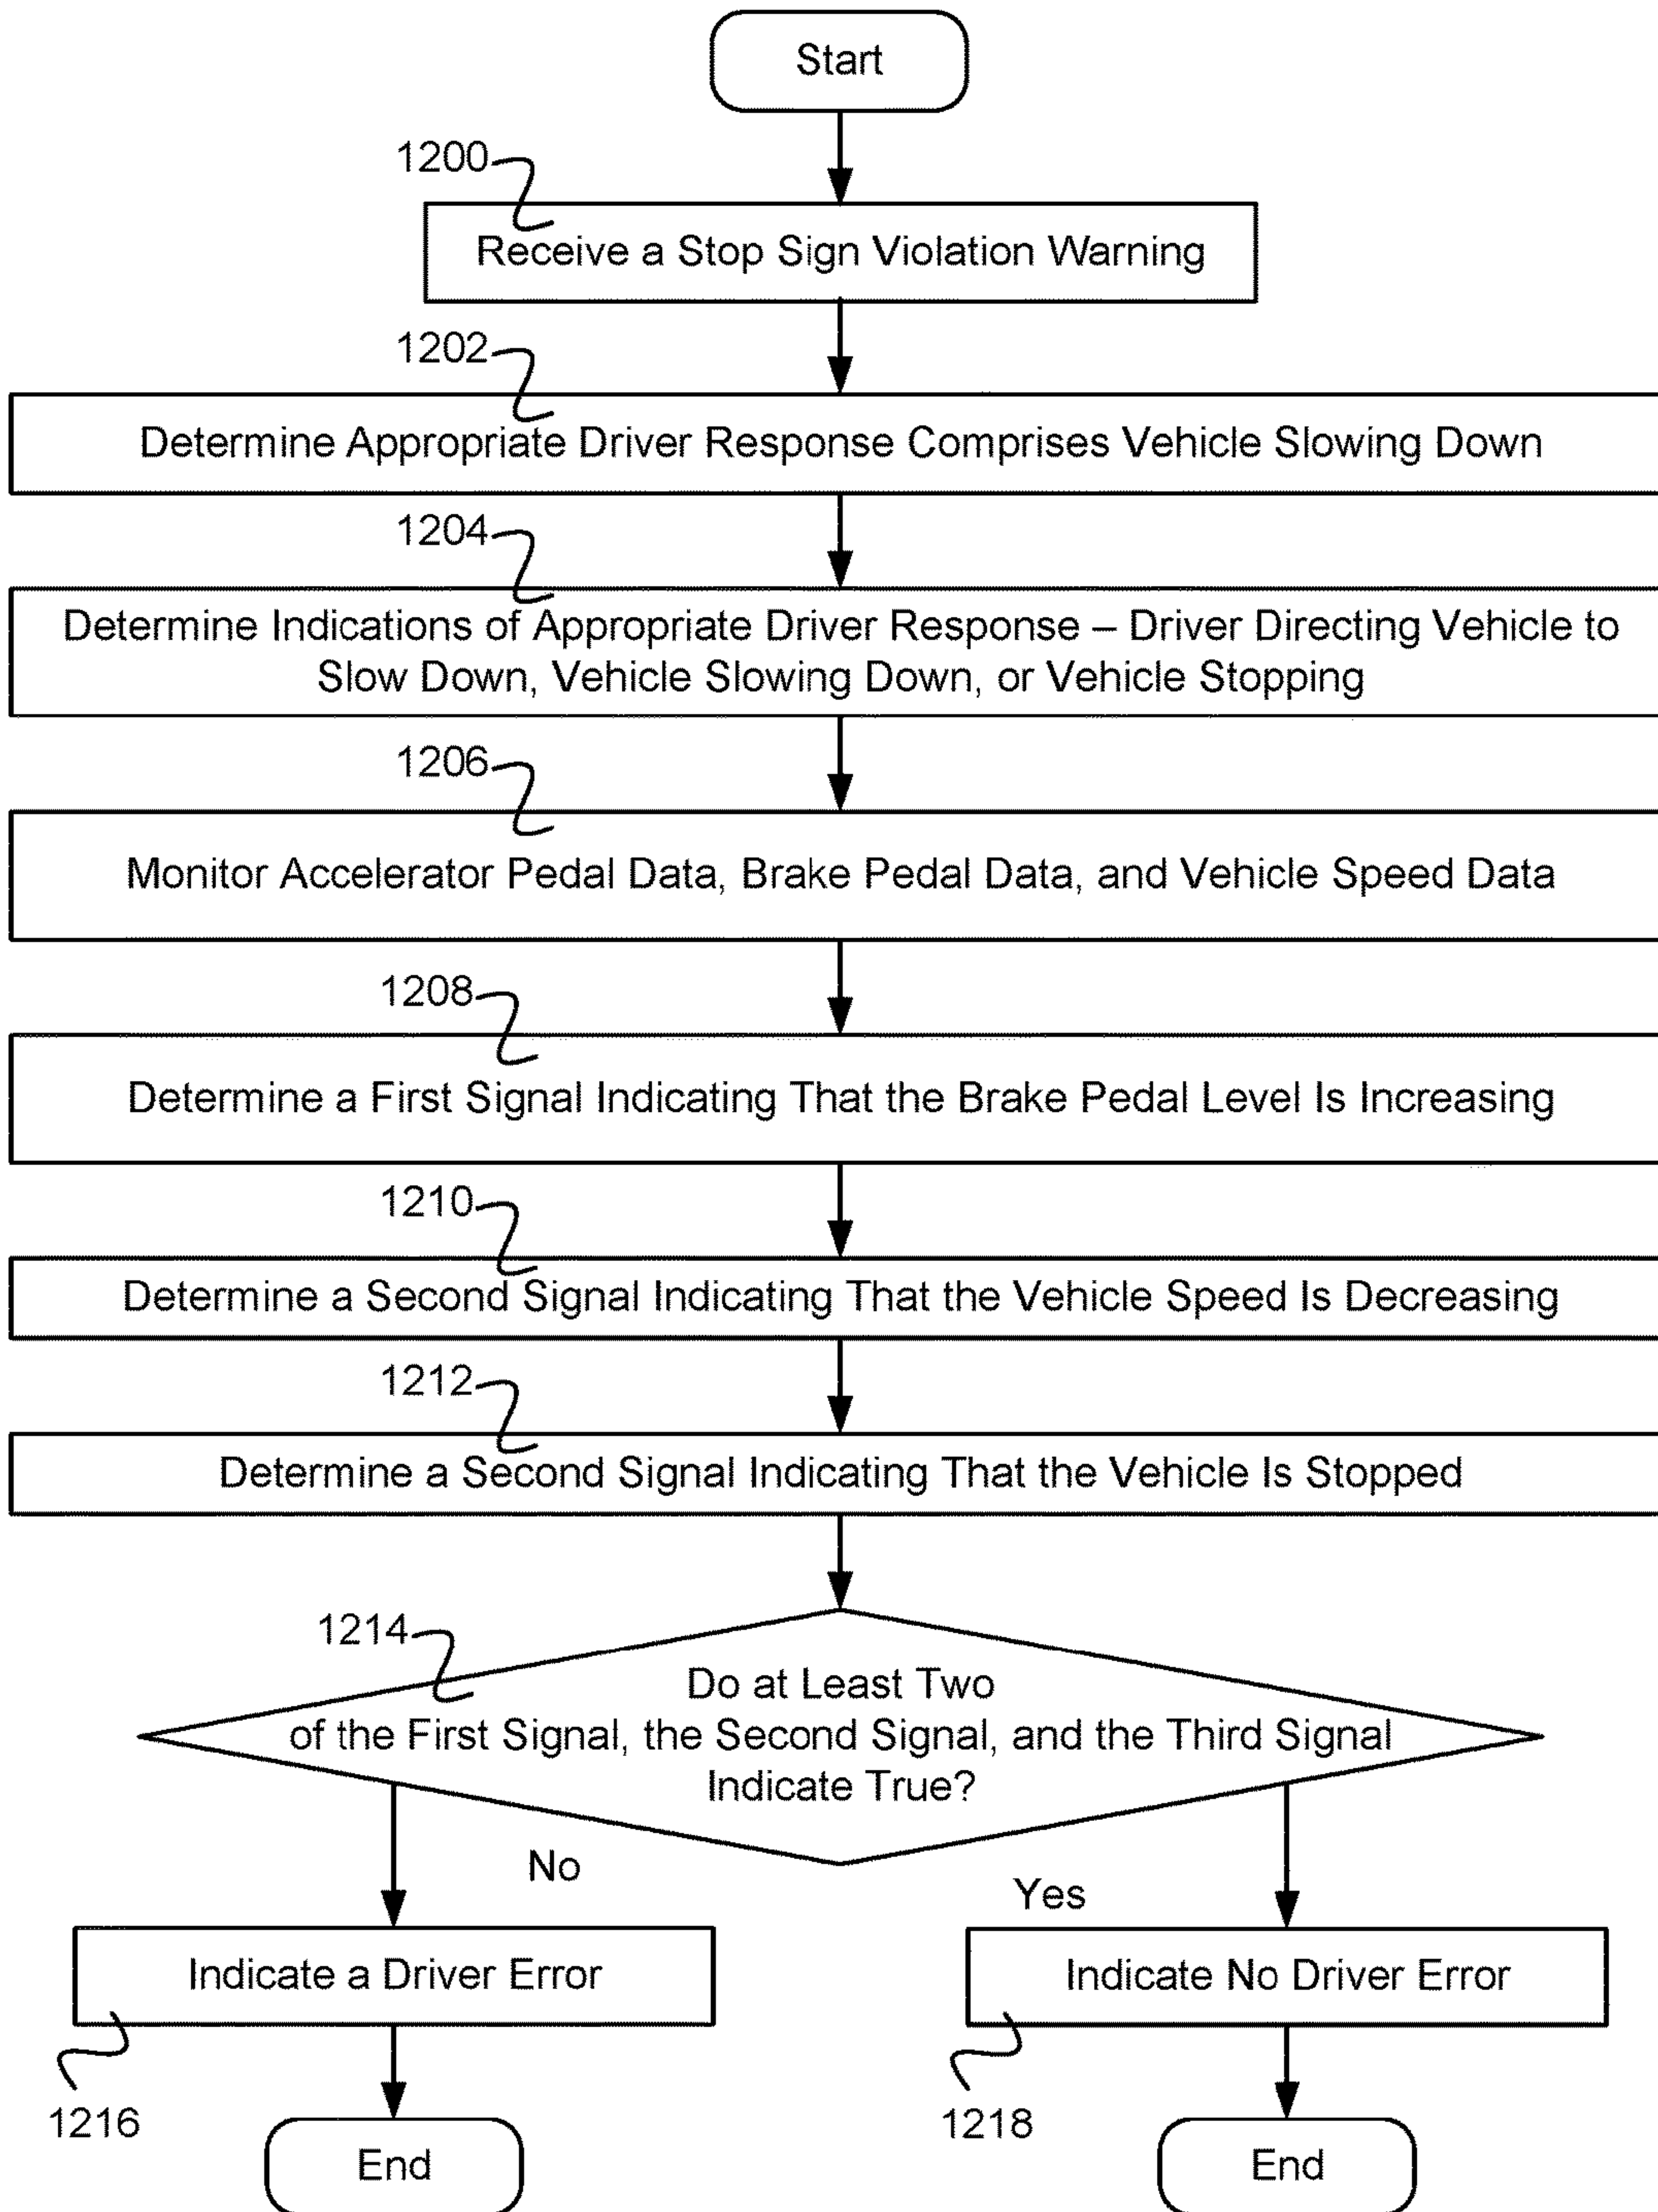 Start
1200
Receive a Stop Sign Violation Warning
1202
Determine Appropriate Driver Response Comprises Vehicle Slowing Down
1204
Determine Indications of Appropriate Driver Response – Driver Directing Vehicle to
Slow Down, Vehicle Slowing Down, or Vehicle Stopping
1206
Monitor Accelerator Pedal Data, Brake Pedal Data, and Vehicle Speed Data
1208
Determine a First Signal Indicating That the Brake Pedal Level Is Increasing
1210
Determine a Second Signal Indicating That the Vehicle Speed Is Decreasing
1212
Determine a Second Signal Indicating That the Vehicle Is Stopped
1214
Do at Least Two
of the First Signal, the Second Signal, and the Third Signal
Indicate True?
No
Yes
Indicate a Driver Error
Indicate No Driver Error
1216
1218
End
End